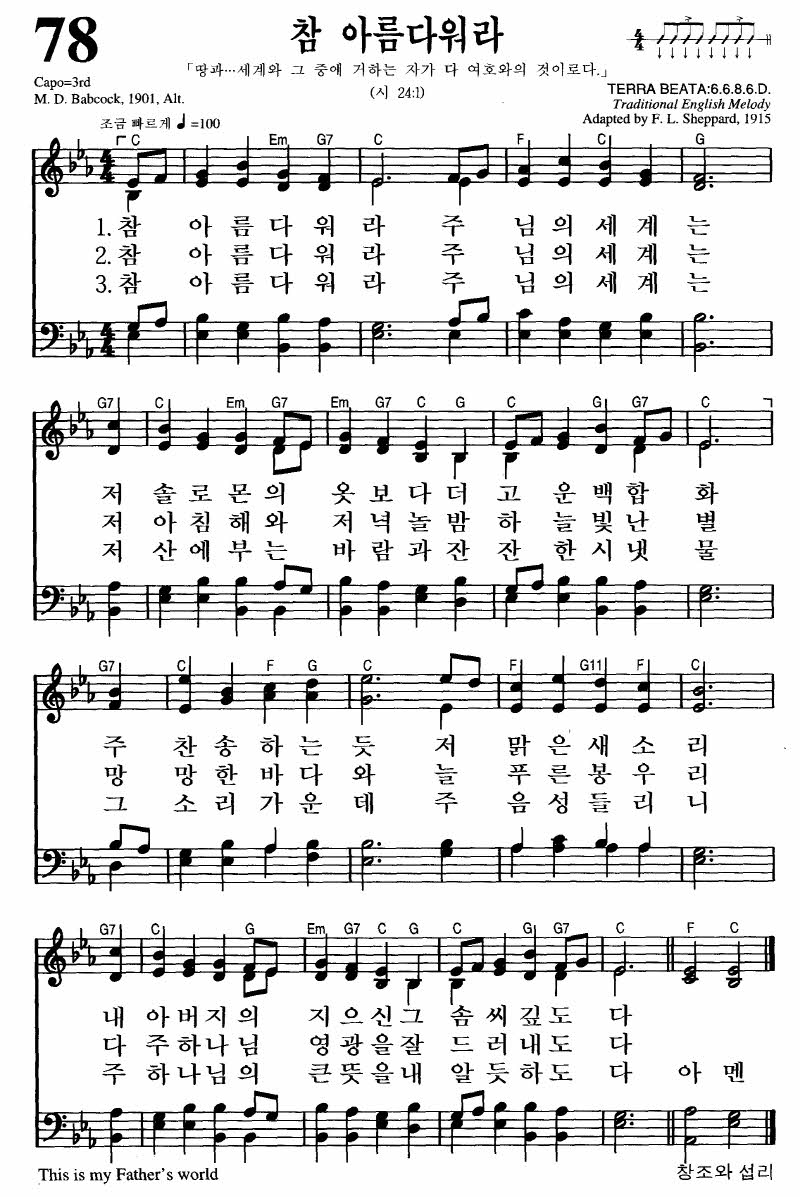 78
참 아름다워라
「땅과…세계와 그 중에 거하는 자가 다 여호와의 것이로다.」
(시 24:1)
Capo=3rd
M. D. Babcock, 1901, Alt.
TERRA BEATA:6.6.8.6.D.
Traditional English Melody
Adapted by F. L. Sheppard, 1915
조금 빠르게 ♩=100
C Em G7 C F C G
1. 참 아 름 다 워 라 주 님 의 세 계 는
2. 참 아 름 다 워 라 주 님 의 세 계 는
3. 참 아 름 다 워 라 주 님 의 세 계 는
G7 C Em G7 Em G7 C G C G G7 C
저 솔 로 몬 의 옷 보 다 더 고 운 백 합 화
저 아 침 해 와 저 녁 놀 밤 하 늘 빛 난 별
저 산 에 부 는 바 람 과 잔 잔 한 시 냇 물
G7 C F G C F G11 F C
주 찬 송 하 는 듯 저 맑 은 새 소 리
망 망 한 바 다 와 늘 푸 른 봉 우 리
그 소 리 가 운 데 주 음 성 들 리 니
G7 C G Em G7 C G C G G7 C F C
내 아 버 지 의 지 으 신 그 솜 씨 깊 도 다
다 주 하 나 님 영 광 을 잘 드 러 내 도 다
주 하 나 님 의 큰 뜻 을 내 알 듯 하 도 다 아 멘
This is my Father's world
창조와 섭리